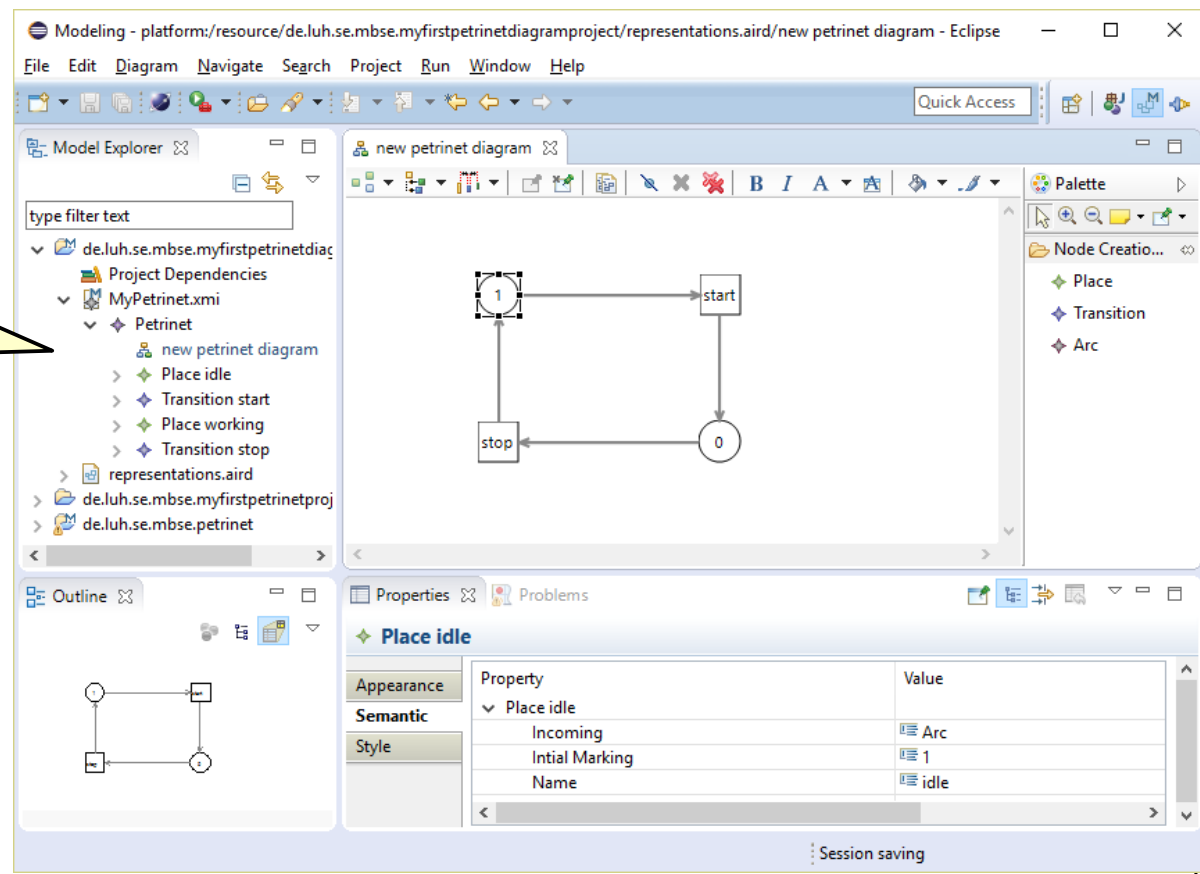 Modeling - platform:/resource/de.luh.se.mbse.myfirstpetrinetdiagramproject/representations.aird/new petrinet diagram - Eclipse
File Edit Diagram Navigate Search Project Run Window Help
Quick Access
Model Explorer
type filter text
de.luh.se.mbse.myfirstpetrinetdiag
Project Dependencies
MyPetrinet.xmi
Petrinet
new petrinet diagram
Place idle
Transition start
Place working
Transition stop
representations.aird
de.luh.se.mbse.myfirstpetrinetproj
de.luh.se.mbse.petrinet
new petrinet diagram
B I A
1
start
stop
0
Palette
Node Creatio...
Place
Transition
Arc
Outline
Properties Problems
Place idle
Appearance
Semantic
Style
Property Value
Place idle
Incoming Arc
Intial Marking 1
Name idle
Session saving